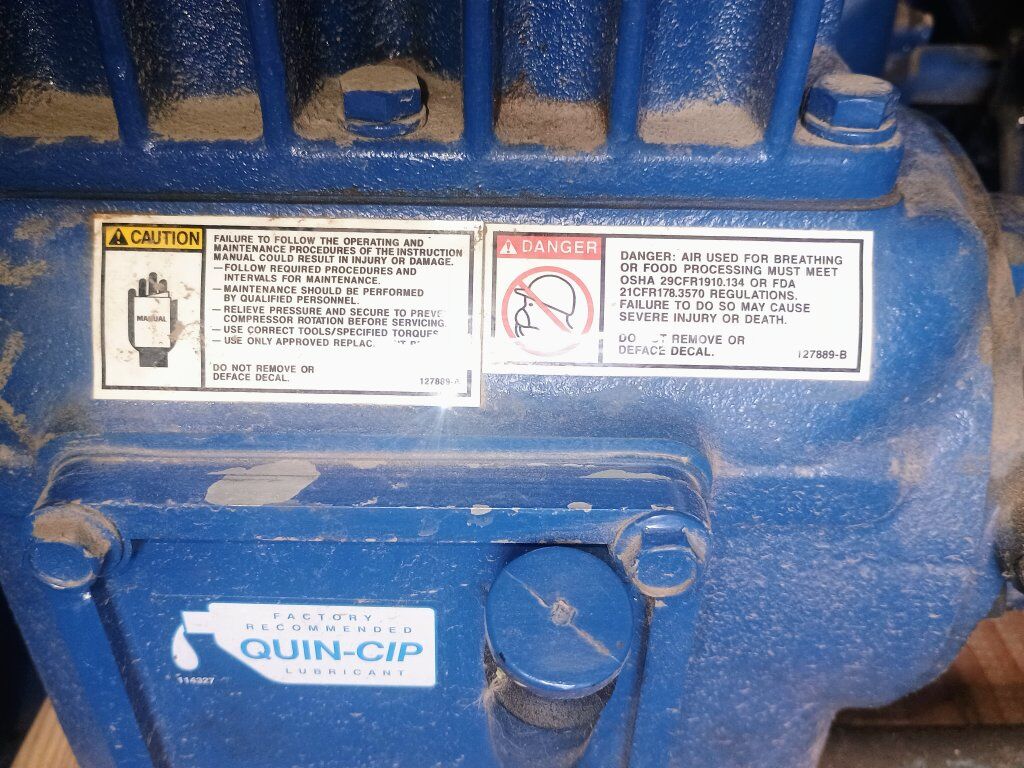 CAUTION
FAILURE TO FOLLOW THE OPERATING AND
MAINTENANCE PROCEDURES OF THE INSTRUCTION
MANUAL COULD RESULT IN INJURY OR DAMAGE.
—FOLLOW REQUIRED PROCEDURES AND
INTERVALS FOR MAINTENANCE.
—MAINTENANCE SHOULD BE PERFORMED
BY QUALIFIED PERSONNEL.
—RELIEVE PRESSURE AND SECURE TO PREVE
COMPRESSOR ROTATION BEFORE SERVICING.
—USE CORRECT TOOLS/SPECIFIED TORQUES
—USE ONLY APPROVED REPLAC
MANUAL
DO NOT REMOVE OR
DEFACE DECAL.
127889-A
DANGER
DANGER: AIR USED FOR BREATHING
OR FOOD PROCESSING MUST MEET
OSHA 29CFR1910.134 OR FDA
21CFR178.3570 REGULATIONS.
FAILURE TO DO SO MAY CAUSE
SEVERE INJURY OR DEATH.
DO REMOVE OR
DEFACE DECAL.
127889-B
FACTORY
RECOMMENDED
QUIN-CIP
LUBRICANT
114327